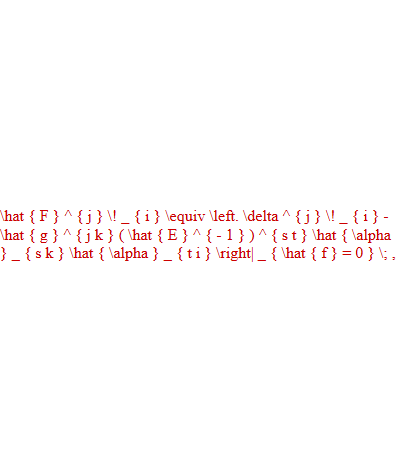 \hat { F } ^ { j } \! _ { i } \equiv \left. \delta ^ { j } \! _ { i } -
\hat { g } ^ { j k } ( \hat { E } ^ { - 1 } ) ^ { s t } \hat { \alpha
} _ { s k } \hat { \alpha } _ { t i } \right| _ { \hat { f } = 0 } \; ,